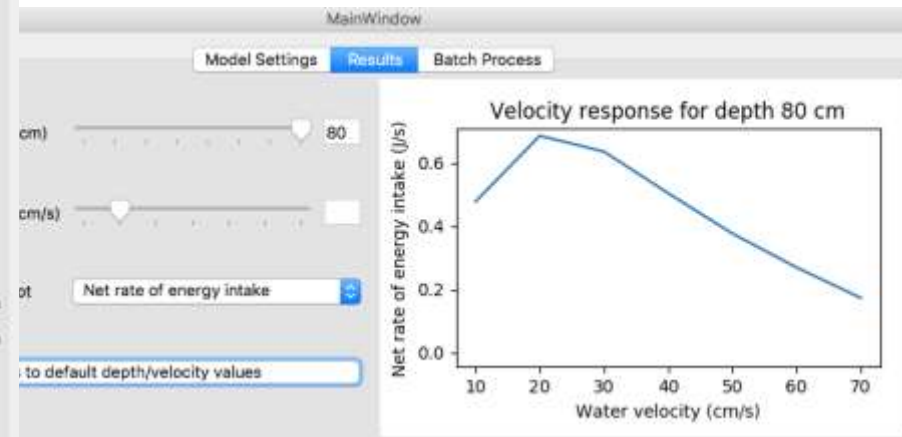 MainWindow
Model Settings Results Batch Process
cm) 80
cm/s)
ot Net rate of energy intake
s to default depth/velocity values
Velocity response for depth 80 cm
Net rate of energy intake (J/s)
0.6
0.4
0.2
0.0
10 20 30 40 50 60 70
Water velocity (cm/s)